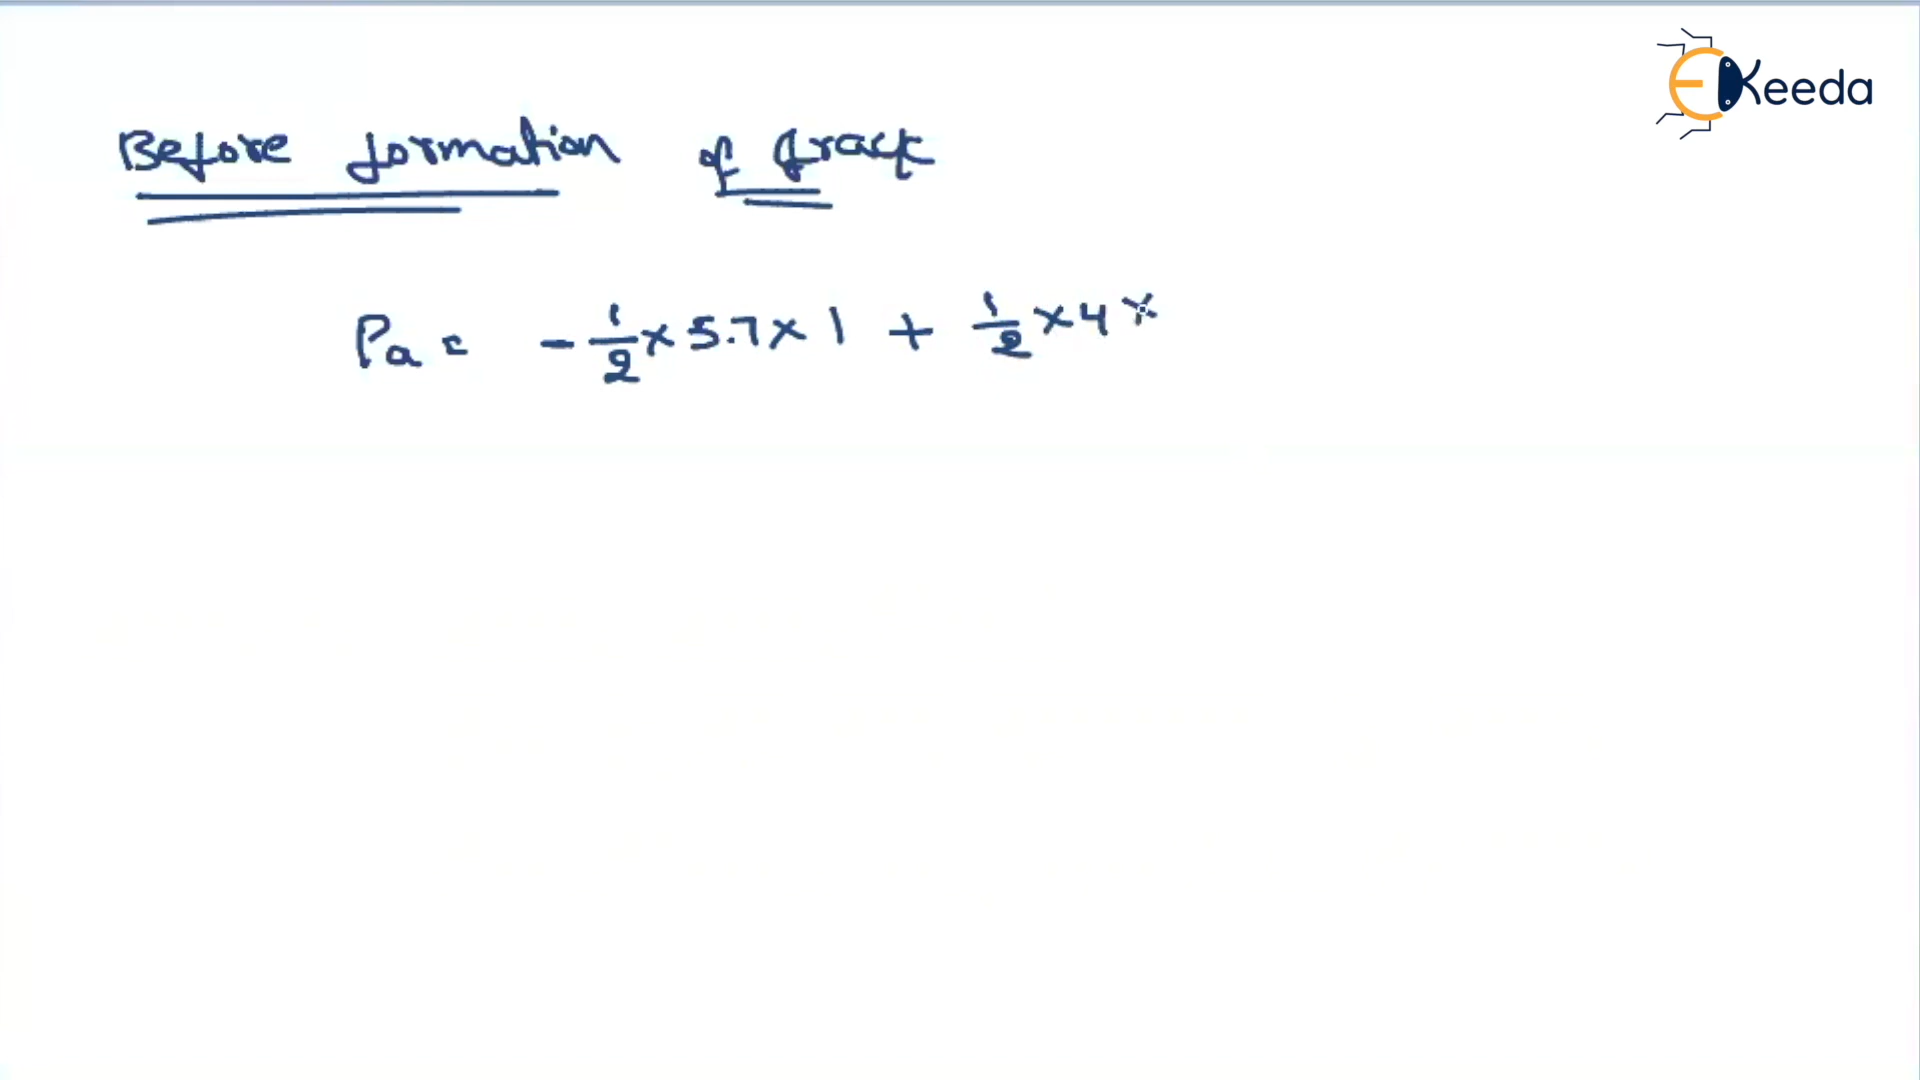 EKeeda
Before formation of crack
Pa = - 1/2 × 5.7 × 1 + 1/2 × 4 ×